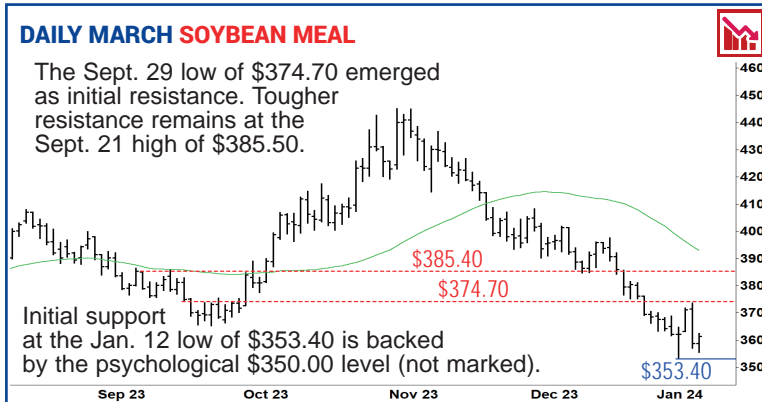 DAILY MARCH SOYBEAN MEAL
The Sept. 29 low of $374.70 emerged
as initial resistance. Tougher
resistance remains at the
Sept. 21 high of $385.50.
460
450
440
430
420
410
400
390
380
370
360
350
$385.40
$374.70
Initial support
at the Jan. 12 low of $353.40 is backed
by the psychological $350.00 level (not marked).
$353.40
Sep 23 Oct 23 Nov 23 Dec 23 Jan 24